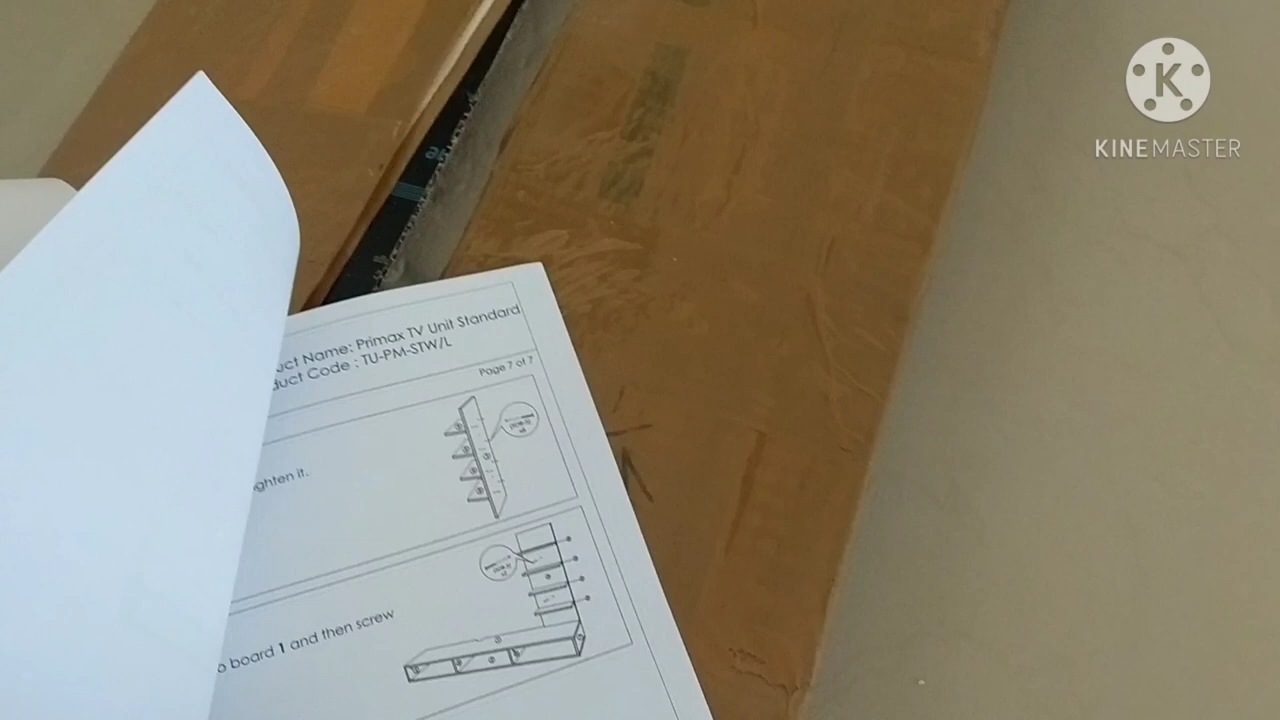 K
KINEMASTER
uct Name: Primax TV Unit Standard
duct Code : TU-PM-STW/L
Page 7 of 7
ghten it.
o board 1 and then screw